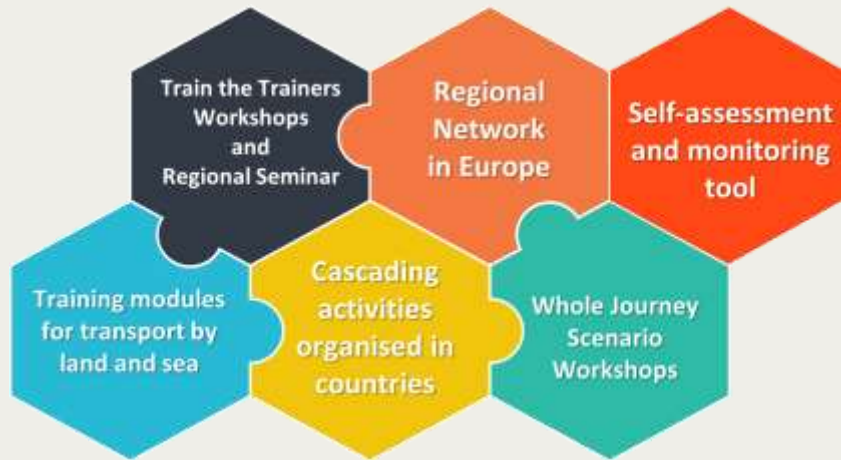 Train the Trainers
Workshops
and
Regional Seminar
Regional
Network
in Europe
Self-assessment
and monitoring
tool
Training modules
for transport by
land and sea
Cascading
activities
organised in
countries
Whole Journey
Scenario
Workshops